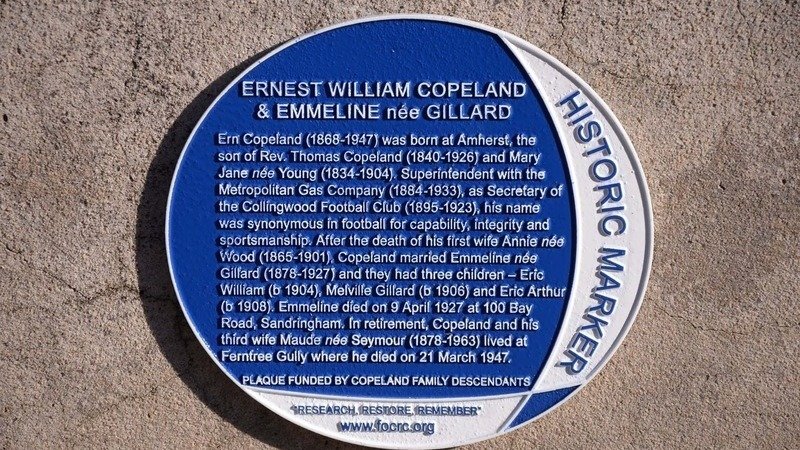 ERNEST WILLIAM COPELAND
& EMMELINE née GILLARD
Ern Copeland (1868-1947) was born at Amherst, the
son of Rev. Thomas Copeland (1840-1926) and Mary
Jane née Young (1834-1904). Superintendent with the
Metropolitan Gas Company (1884-1933), as Secretary of
the Collingwood Football Club (1895-1923), his name
was synonymous in football for capability, integrity and
sportsmanship. After the death of his first wife Annie née
Wood (1865-1901), Copeland married Emmeline née
Gillard (1878-1927) and they had three children – Eric
William (b 1904), Melville Gillard (b 1906) and Eric Arthur
(b 1908). Emmeline died on 9 April 1927 at 100 Bay
Road, Sandringham. In retirement, Copeland and his
third wife Maude née Seymour (1878-1963) lived at
Ferntree Gully where he died on 21 March 1947.
PLAQUE FUNDED BY COPELAND FAMILY DESCENDANTS
"RESEARCH, RESTORE, REMEMBER"
www.focrc.org
HISTORIC MARKER